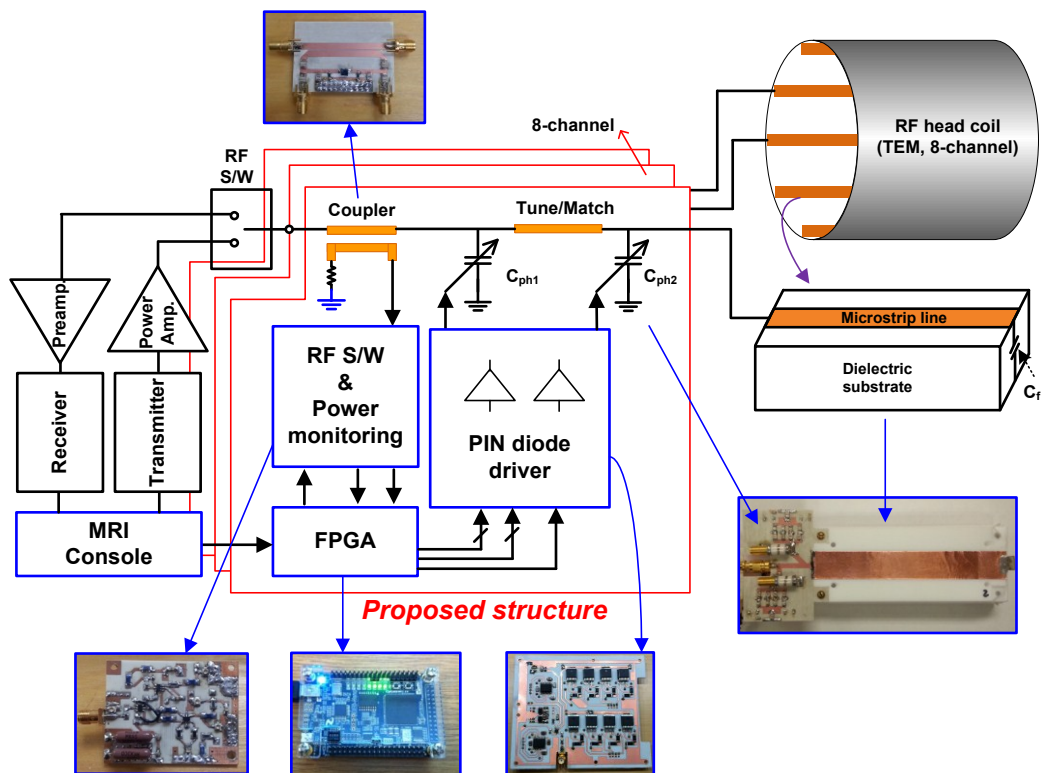 8-channel
RF
S/W
Coupler
Tune/Match
RF head coil
(TEM, 8-channel)
Cph1
Cph2
Preamp.
Power
Amp.
Microstrip line
Dielectric
substrate
Cf
RF S/W
&
Power
monitoring
PIN diode
driver
Receiver
Transmitter
MRI
Console
FPGA
Proposed structure